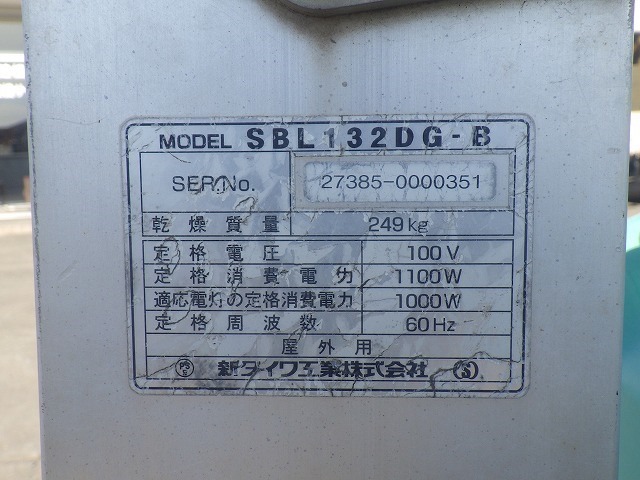 MODEL SBL132DG-B
SER.No. 27385-0000351
乾燥質量 249kg
定格電圧 100V
定格消費電力 1100W
適応電灯の定格消費電力 1000W
定格周波数 60Hz
屋外用
新ダイワ工業株式会社